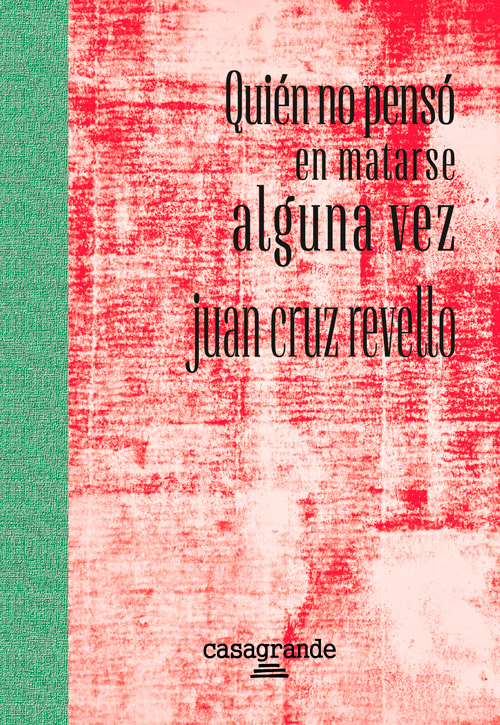 Quién no pensó
en matarse
alguna vez
juan cruz revello
casagrande